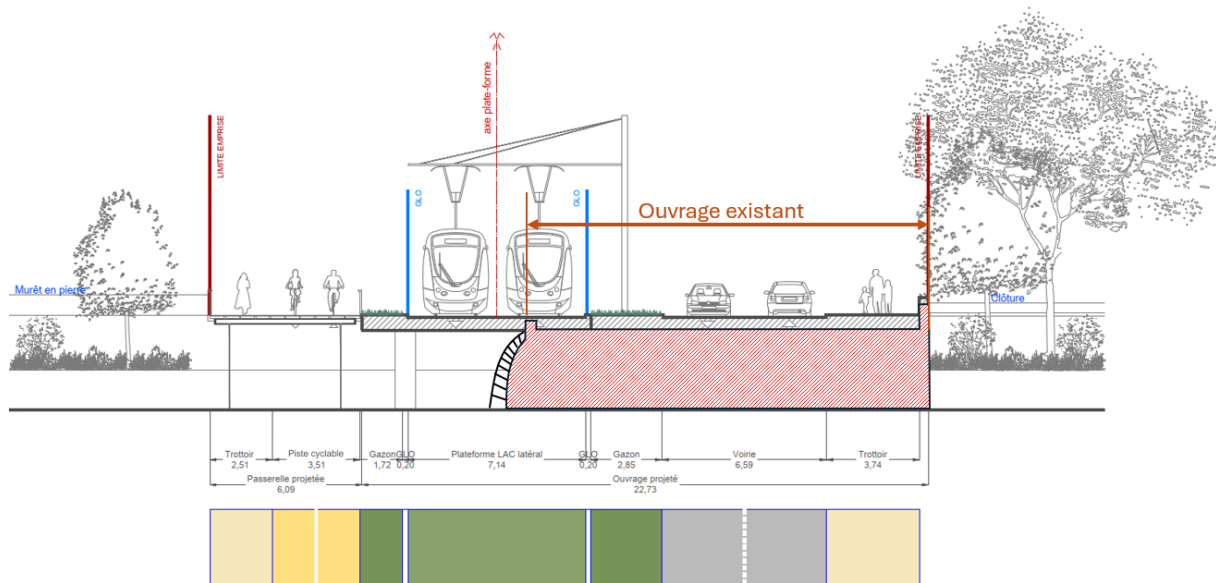 axe plate-forme
LIMITE EMPRISE
LIMITE EMPRISE
GLO
GLO
Ouvrage existant
Murêt en pierre
Clôture
Trottoir
2,51
Piste cyclable
3,51
Gazon
1,72
GLO
0,20
Plateforme LAC latéral
7,14
GLO
0,20
Gazon
2,85
Voirie
6,59
Trottoir
3,74
Passerelle projetée
6,09
Ouvrage projeté
22,73